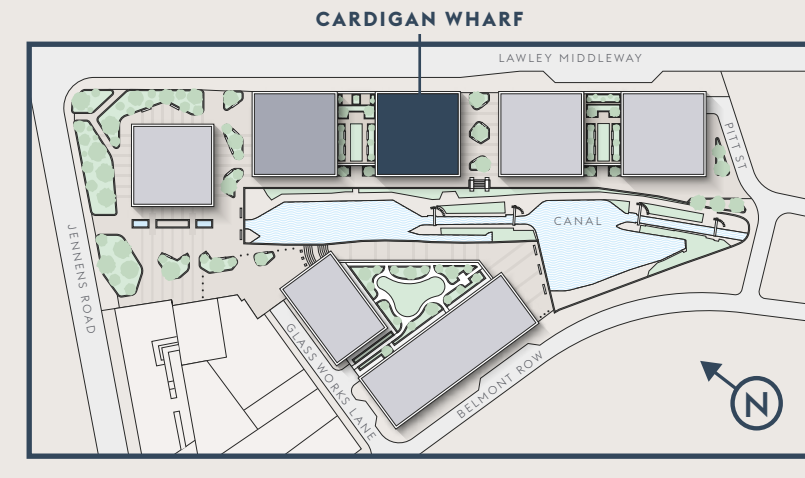 CARDIGAN WHARF
LAWLEY MIDDLEWAY
PITT ST
CANAL
JENNENS ROAD
GLASS WORKS LANE
BELMONT ROW
N